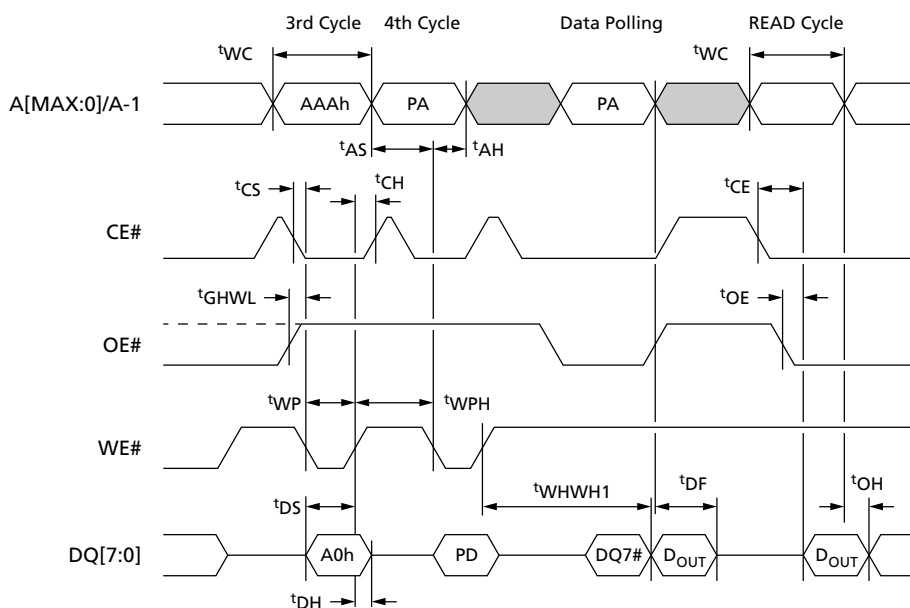 3rd Cycle 4th Cycle Data Polling READ Cycle
tWC tWC
A[MAX:0]/A-1 AAAh PA PA
tAS tAH
tCS tCH tCE
CE#
tGHWL tOE
OE#
tWP tWPH
WE#
tWHWH1 tDF tOH
tDS
DQ[7:0] A0h PD DQ7# DOUT DOUT
tDH